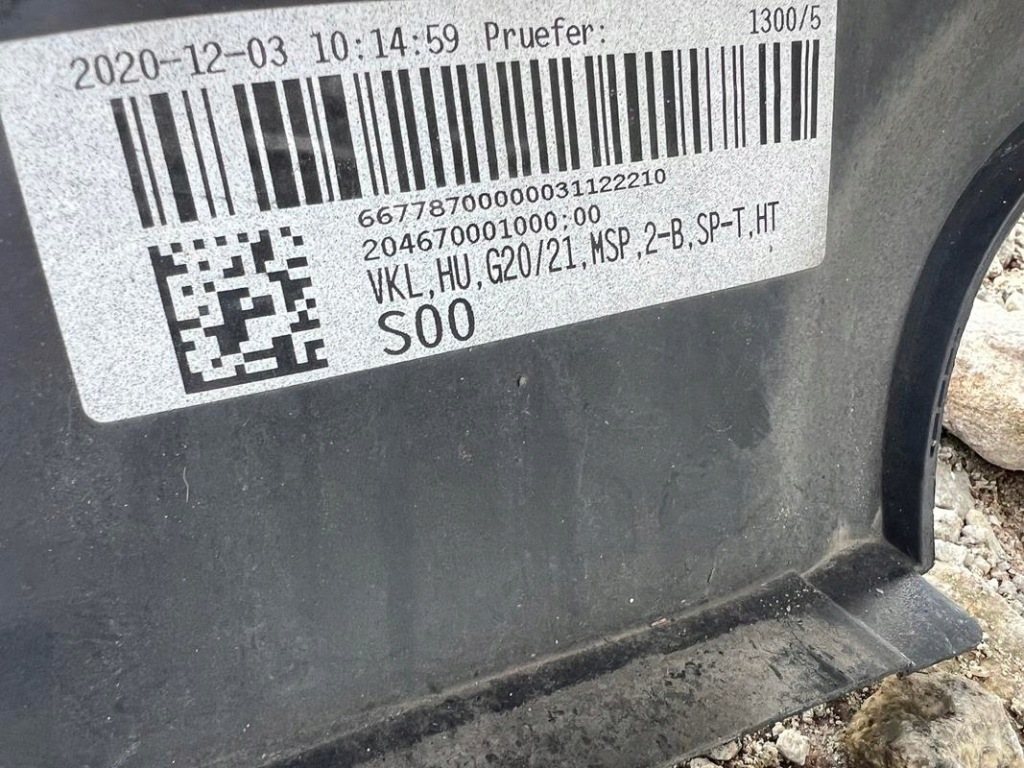 2020-12-03 10:14:59 Pruefer: 1300/5
66778700000031122210
204670001000;00
VKL,HU,G20/21,MSP,2-B,SP-T,HT
S00